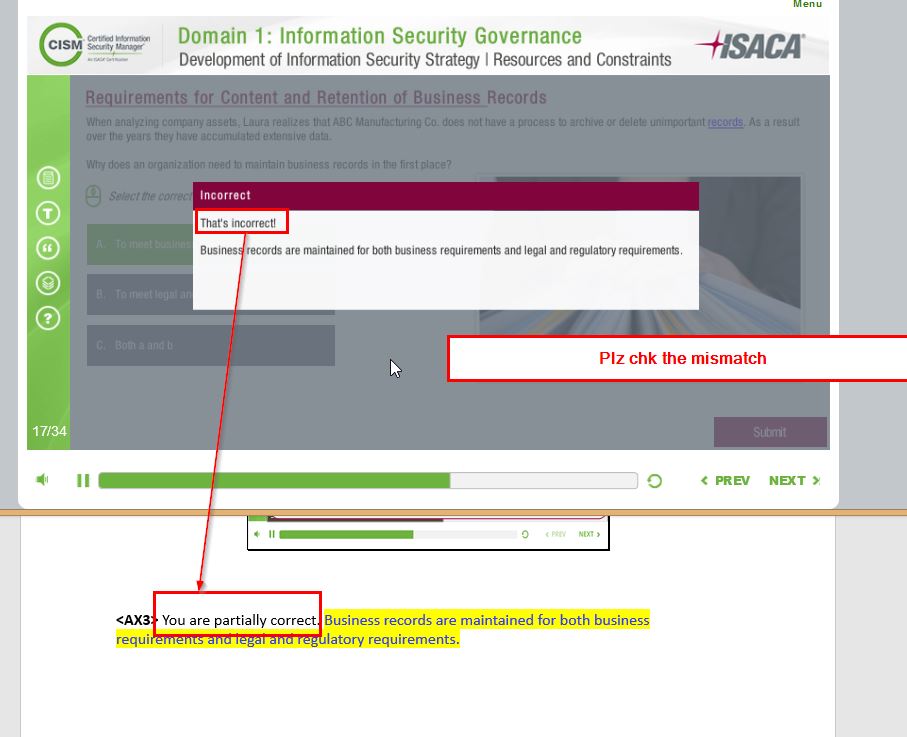 Menu
CISM
Certified Information
Security Manager®
An ISACA® Certification
Domain 1: Information Security Governance
Development of Information Security Strategy | Resources and Constraints
ISACA®
Requirements for Content and Retention of Business Records
When analyzing company assets, Laura realizes that ABC Manufacturing Co. does not have a process to archive or delete unimportant records. As a result
over the years they have accumulated extensive data.
Why does an organization need to maintain business records in the first place?
Select the correct
Incorrect
That's incorrect!
Business records are maintained for both business requirements and legal and regulatory requirements.
A. To meet business
B. To meet legal an
C. Both a and b
Plz chk the mismatch
17/34
Submit
PREV
NEXT
PREV
NEXT
<AX3> You are partially correct. Business records are maintained for both business
requirements and legal and regulatory requirements.